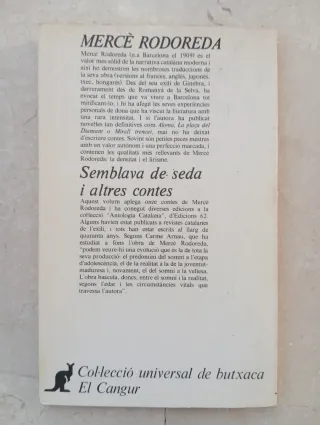 MERCÈ RODOREDA
Mercè Rodoreda (n.a Barcelona el 1909) és el
valor més sòlid de la narrativa catalana moderna i
així ho demostren les nombroses traduccions de
la seva obra (versions al francès, anglès, japonès,
rus, hongarès). Des del seu exili de Ginebra, i
darrerament des de Romanyà de la Selva, ha
evocat el temps que va viure a Barcelona tot
mitificant-lo, i hi ha afegit les seves experiències
personals de dona que ha viscut la literatura amb
una rara intensitat. I si l'autora ha publicat
novel·les tan definitives com Aloma, La plaça del
Diamant o Mirall trencat, mai no ha deixat
d'escriure contes. Sovint són petites peces mestres
amb un valor autònom i una perfecció marcada, i
contenen les qualitats més rellevants de Mercè
Rodoreda: la densitat i el lirisme.
Semblava de seda
i altres contes
Aquest volum aplega onze contes de Mercè
Rodoreda i ha conegut diverses edicions a la
col·lecció "Antologia Catalana", d'Edicions 62.
Alguns havien estat publicats a revistes catalanes
de l'exili, i tots han estat escrits al llarg de
quaranta anys. Segons Carme Arnau, que ha
estudiat a fons l'obra de Mercè Rodoreda,
"podem veure-hi una evolució que és la de tota la
seva producció: el predomini del somni a l'etapa
d'adolescència, el de la realitat a la de joventut-
maduresa i, novament, el del somni a la vellesa.
L'obra bascula, doncs, entre el somni i la realitat,
segons l'edat i les circumstàncies vitals que
travessa l'autora".
Col·lecció universal de butxaca
El Cangur